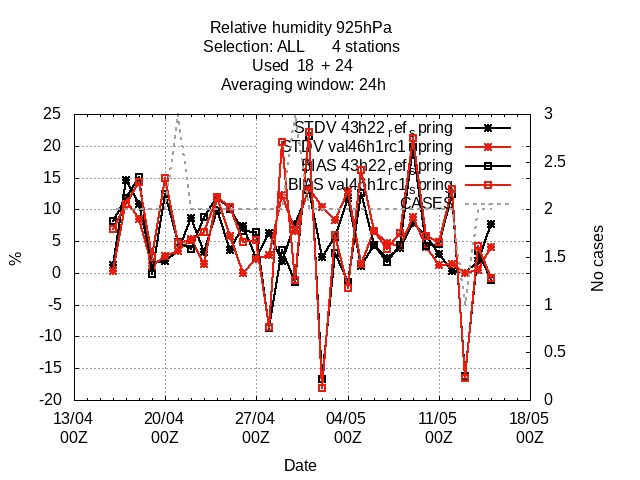 Relative humidity 925hPa
Selection: ALL 4 stations
Used 18 + 24
Averaging window: 24h
STDV 43h22_ref_spring
STDV val46h1rc1_spring
BIAS 43h22_ref_spring
BIAS val46h1rc1_spring
CASES
25
20
15
10
5
0
-5
-10
-15
-20
%
3
2.5
2
1.5
1
0.5
0
No cases
13/04 20/04 27/04 04/05 11/05 18/05
00Z 00Z 00Z 00Z 00Z 00Z
Date